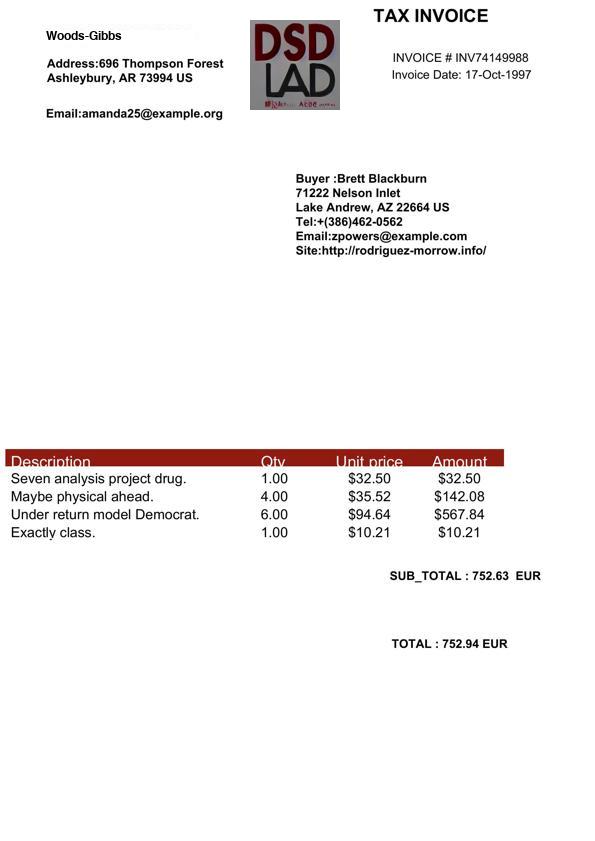 TAX INVOICE
Woods-Gibbs
DSD
LAD
INVOICE # INV74149988
Invoice Date: 17-Oct-1997
Address:696 Thompson Forest
Ashleybury, AR 73994 US
Email:amanda25@example.org
Buyer :Brett Blackburn
71222 Nelson Inlet
Lake Andrew, AZ 22664 US
Tel:+(386)462-0562
Email:zpowers@example.com
Site:http://rodriguez-morrow.info/
Description Qty Unit price Amount
Seven analysis project drug. 1.00 $32.50 $32.50
Maybe physical ahead. 4.00 $35.52 $142.08
Under return model Democrat. 6.00 $94.64 $567.84
Exactly class. 1.00 $10.21 $10.21
SUB_TOTAL : 752.63 EUR
TOTAL : 752.94 EUR